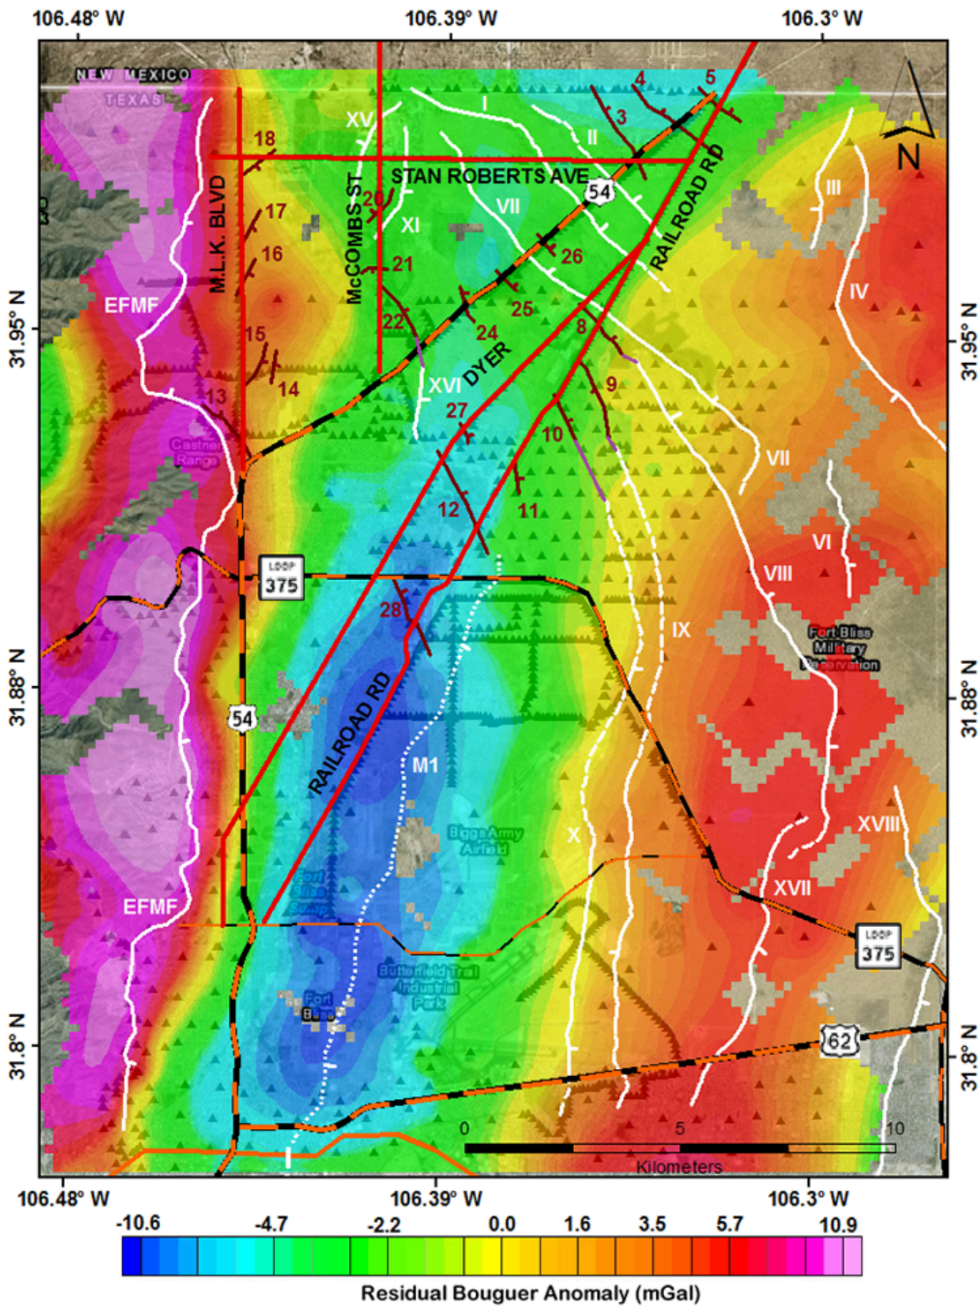 106.48° W 106.39° W 106.3° W
NEW MEXICO
TEXAS
N
4 5
3
I
XV
II
18
STAN ROBERTS AVE
54
M.L.K. BLVD
McCOMBS ST
RAILROAD RD
III
20
VII
17
XI
16
21
26
EFMF
25
IV
31.95° N
31.95° N
22
24
8
15
DYER
14
XVI
9
13
27
10
Castner
Range
VII
12
11
VI
LOOP
375
VIII
28
IX
Fort Bliss
Military
Reservation
31.88° N
31.88° N
54
RAILROAD RD
M1
X
XVIII
Biggs Army
Airfield
XVII
EFMF
LOOP
375
Butterfield Trail
Industrial
Park
Fort
Bliss
62
31.8° N
31.8° N
0 5 10
Kilometers
106.48° W 106.39° W 106.3° W
-10.6 -4.7 -2.2 0.0 1.6 3.5 5.7 10.9
Residual Bouguer Anomaly (mGal)